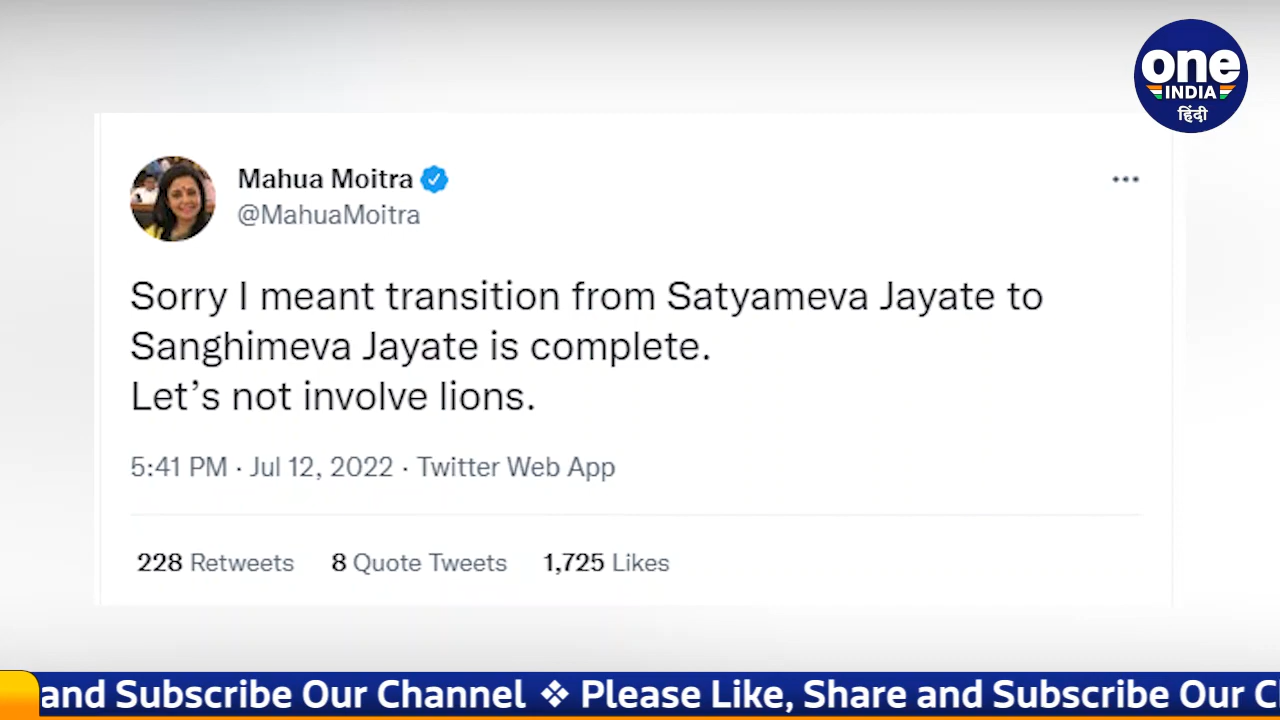 one
INDIA
हिंदी
Mahua Moitra
@MahuaMoitra
Sorry I meant transition from Satyameva Jayate to
Sanghimeva Jayate is complete.
Let’s not involve lions.
5:41 PM · Jul 12, 2022 · Twitter Web App
228 Retweets 8 Quote Tweets 1,725 Likes
and Subscribe Our Channel ❖ Please Like, Share and Subscribe Our C